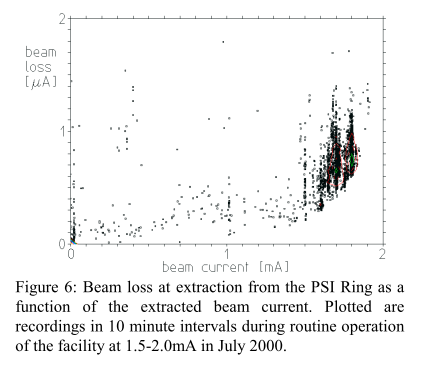 2
beam
loss
[μA]
1
0
0
1
2
beam current [mA]
Figure 6: Beam loss at extraction from the PSI Ring as a
function of the extracted beam current. Plotted are
recordings in 10 minute intervals during routine operation
of the facility at 1.5-2.0mA in July 2000.